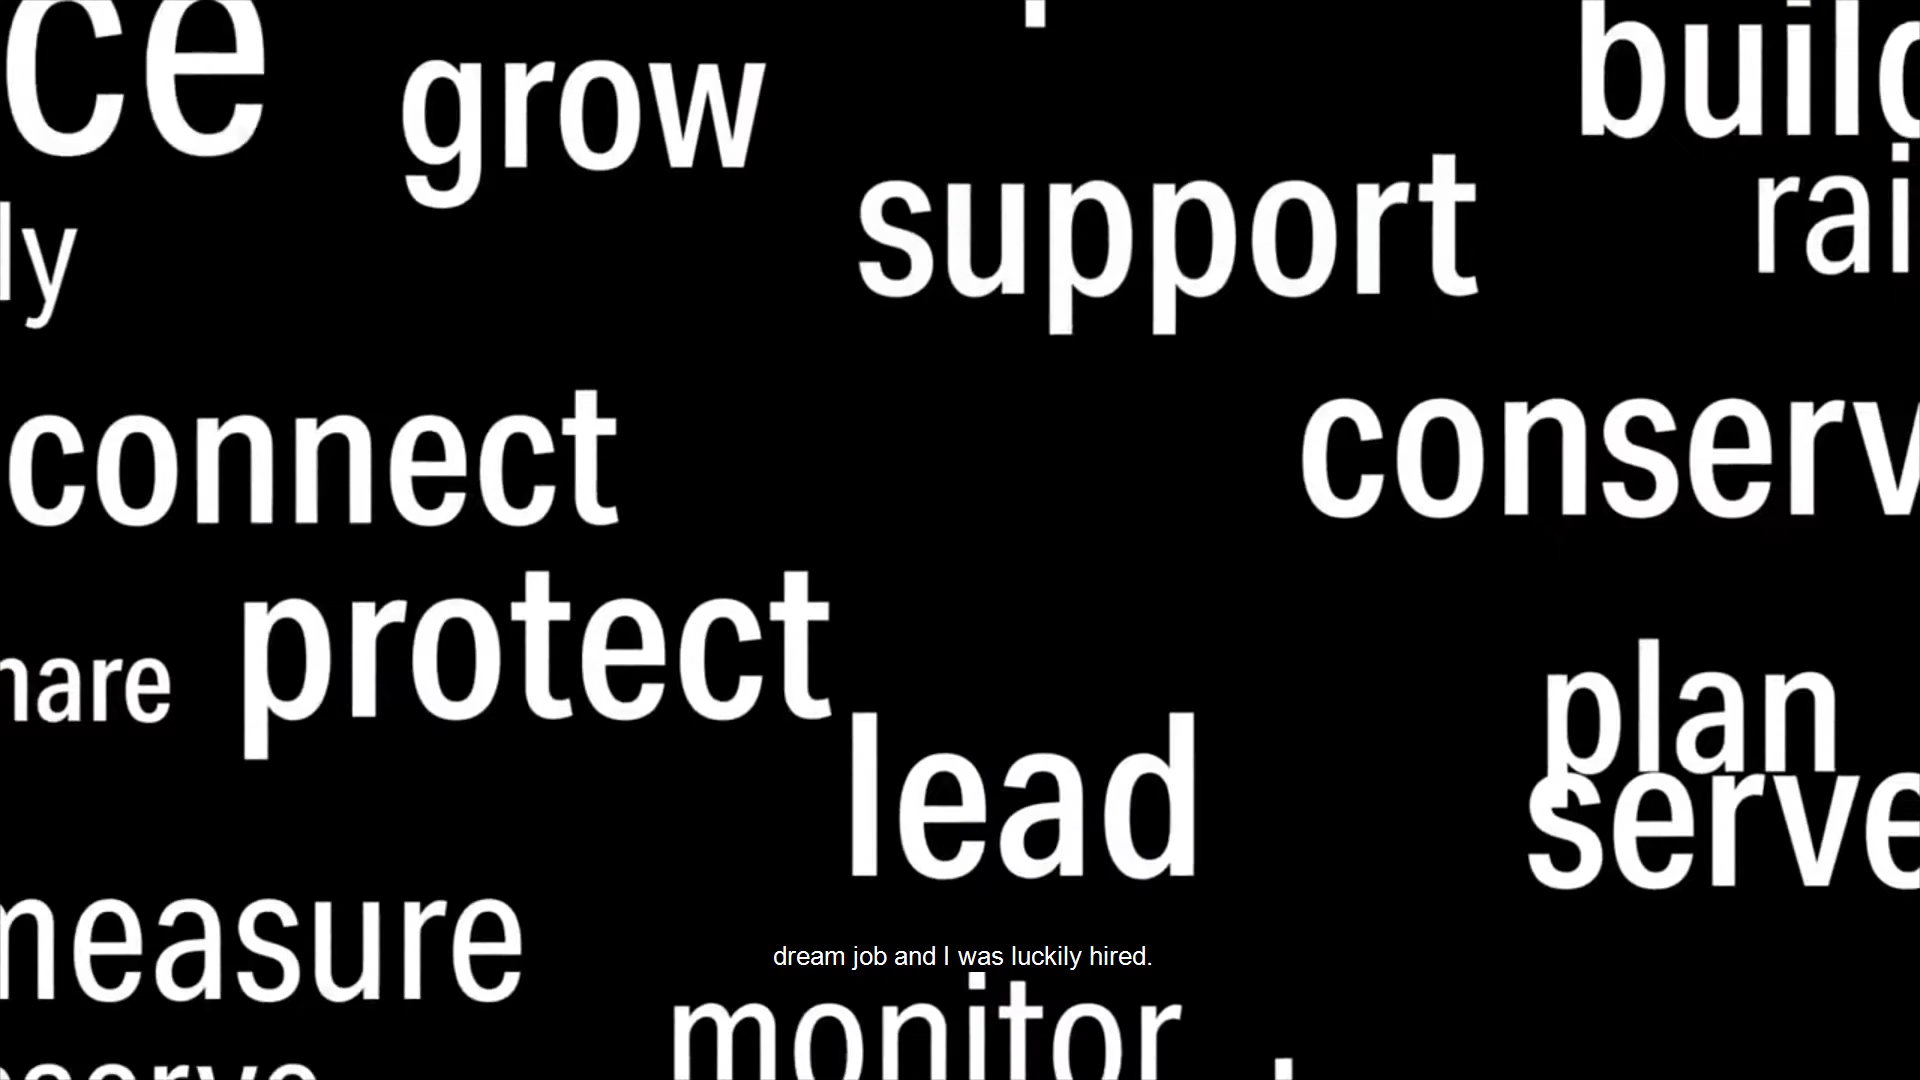 ce
grow
build
support
rai
ly
connect
conserv
protect
hare
plan
lead
serve
measure
dream job and I was luckily hired.
monitor
serve